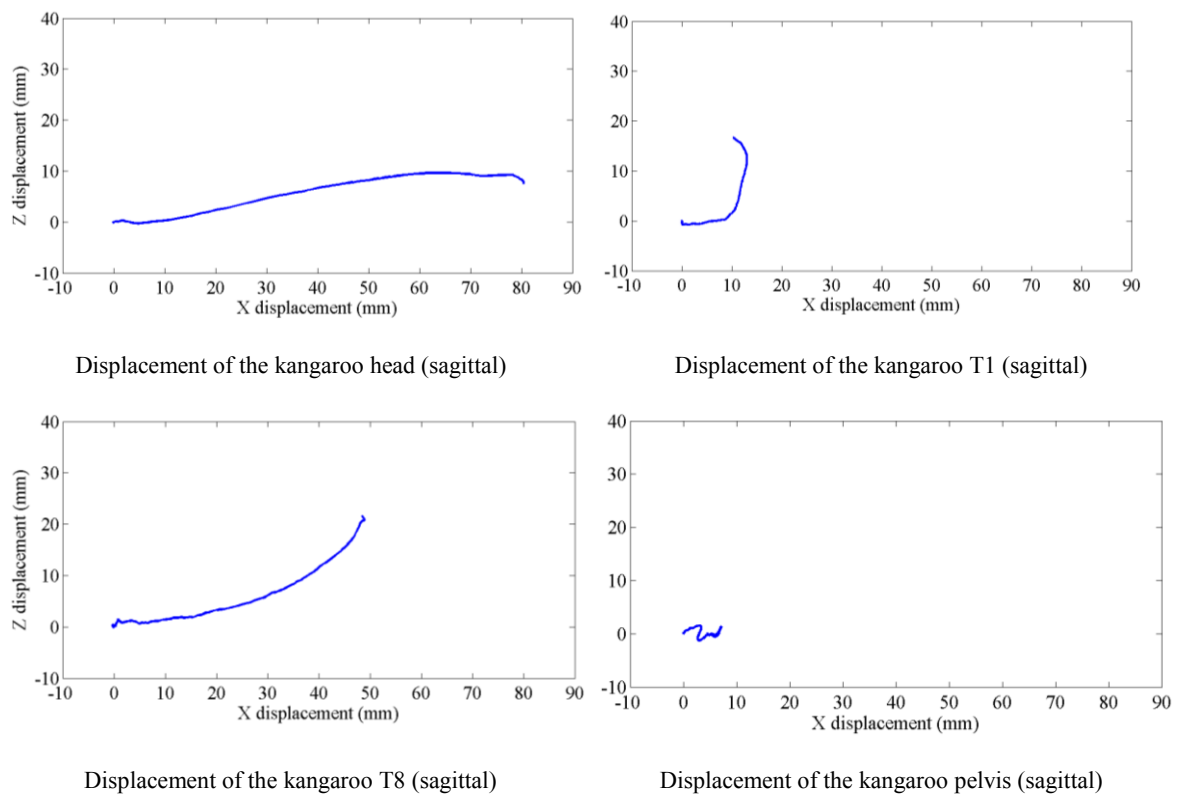 40
30
20
10
0
-10
Z displacement (mm)
-10 0 10 20 30 40 50 60 70 80 90
X displacement (mm)
Displacement of the kangaroo head (sagittal)
40
30
20
10
0
-10
-10 0 10 20 30 40 50 60 70 80 90
X displacement (mm)
Displacement of the kangaroo T1 (sagittal)
40
30
20
10
0
-10
Z displacement (mm)
-10 0 10 20 30 40 50 60 70 80 90
X displacement (mm)
Displacement of the kangaroo T8 (sagittal)
40
30
20
10
0
-10
-10 0 10 20 30 40 50 60 70 80 90
X displacement (mm)
Displacement of the kangaroo pelvis (sagittal)